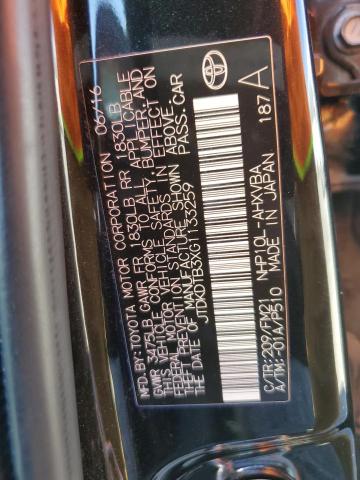 MFD.BY: TOYOTA MOTOR CORPORATION 06/16
GVWR 3475LB GAWR FR 1830LB RR 1830LB
THIS VEHICLE CONFORMS TO ALL APPLICABLE
FEDERAL MOTOR VEHICLE SAFETY, BUMPER, AND
THEFT PREVENTION STANDARDS IN EFFECT ON
THE DATE OF MANUFACTURE SHOWN ABOVE.
JTDKDTB3XG1133259 PASS. CAR
C/TR:209/FM21 NHP10L-AHXVBA
A/TM:-01A/P510 MADE IN JAPAN
187 A
TOYOTA